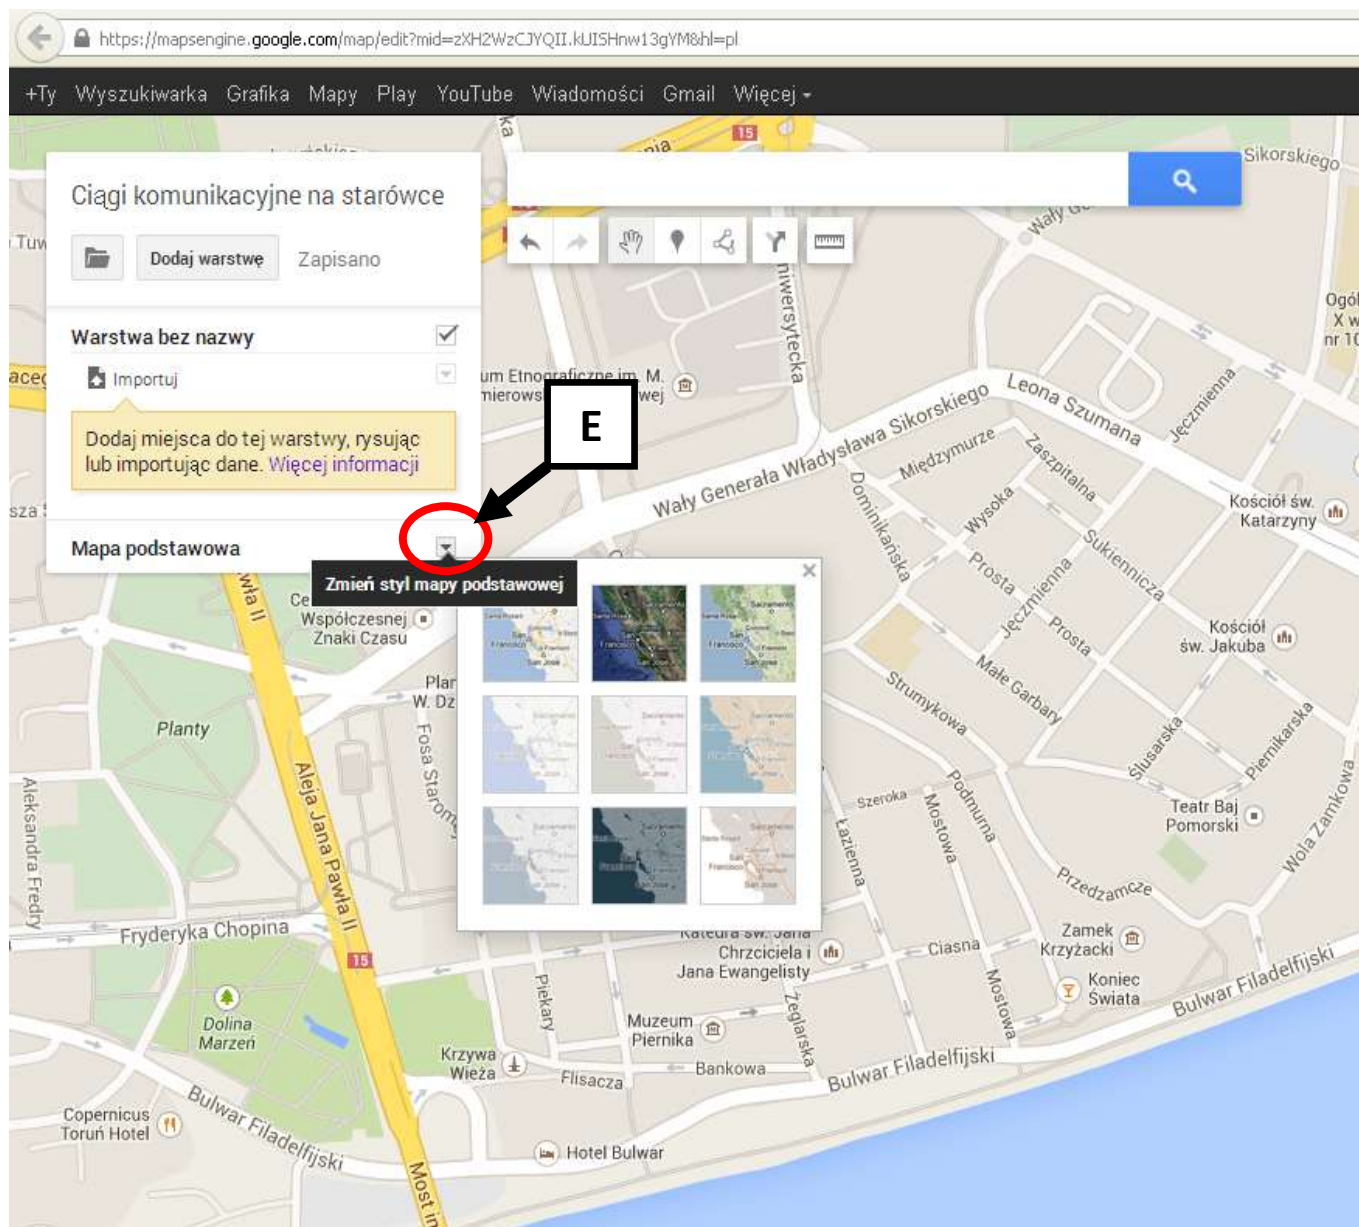 https://mapsengine.google.com/map/edit?mid=zXH2WzCJYQII.kUI5Hnw13gYM&hl=pl
+Ty Wyszukiwarka Grafika Mapy Play YouTube Wiadomości Gmail Więcej
15
Sikorskiego
Ciągi komunikacyjne na starówce
Dodaj warstwę Zapisano
Warstwa bez nazwy
Importuj
Dodaj miejsca do tej warstwy, rysując
lub importując dane. Więcej informacji
Mapa podstawowa
Zmień styl mapy podstawowej
E
Wały Generała Władysława Sikorskiego
Leona Szumana
Jęczmienna
Międzymurze
Zaszpitalna
Dominikańska
Wysoka
Sukiennicza
Prosta
Jęczmienna
Prosta
Małe Garbary
Kościół św.
Katarzyny
Kościół
św. Jakuba
Strumykowa
Ślusarska
Piernikarska
Współczesnej
Znaki Czasu
Planty
Aleja Jana Pawła II
Aleksandra Fredry
Szeroka
Mostowa
Podmurna
Łazienna
Teatr Baj
Pomorski
Wola Zamkowa
Przedzamcze
Fryderyka Chopina
15
Chrzciciela i
Jana Ewangelisty
Ciasna
Zamek
Krzyżacki
Koniec
Świata
Bulwar Filadelfijski
Mostowa
Piekary
Żeglarska
Dolina
Marzeń
Muzeum
Piernika
Krzywa
Wieża
Flisacza
Bankowa
Bulwar Filadelfijski
Copernicus
Toruń Hotel
Bulwar Filadelfijski
Hotel Bulwar
Most